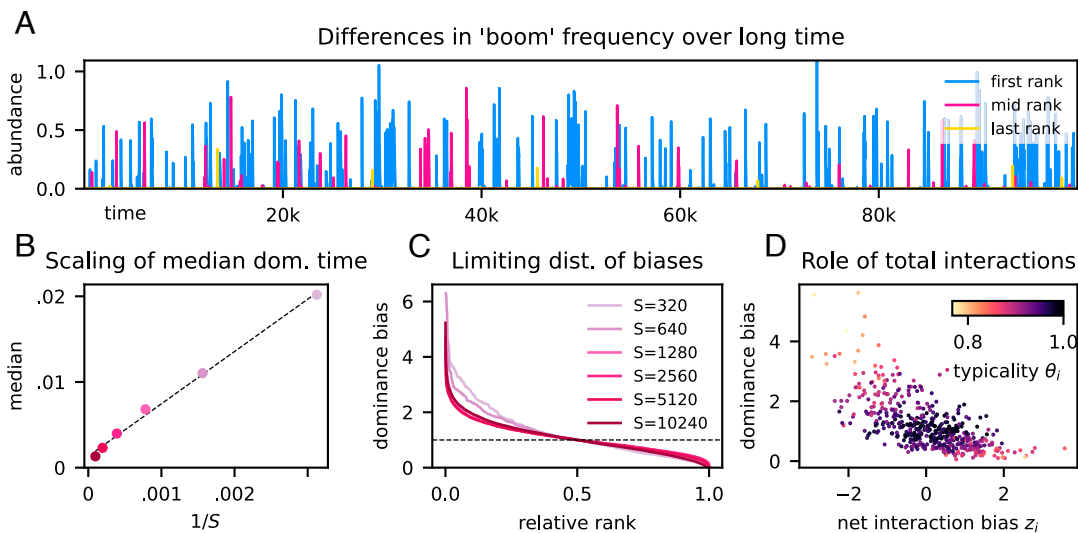 A
Differences in 'boom' frequency over long time
abundance
1.0
0.5
0.0
first rank
mid rank
last rank
time
20k
40k
60k
80k
B
Scaling of median dom. time
median
.02
.01
0
0
.001
.002
1/S
C
Limiting dist. of biases
dominance bias
6
4
2
0
S=320
S=640
S=1280
S=2560
S=5120
S=10240
0.0
0.5
1.0
relative rank
D
Role of total interactions
dominance bias
4
2
0
0.8
1.0
typicality θᵢ
−2
0
2
net interaction bias zᵢ